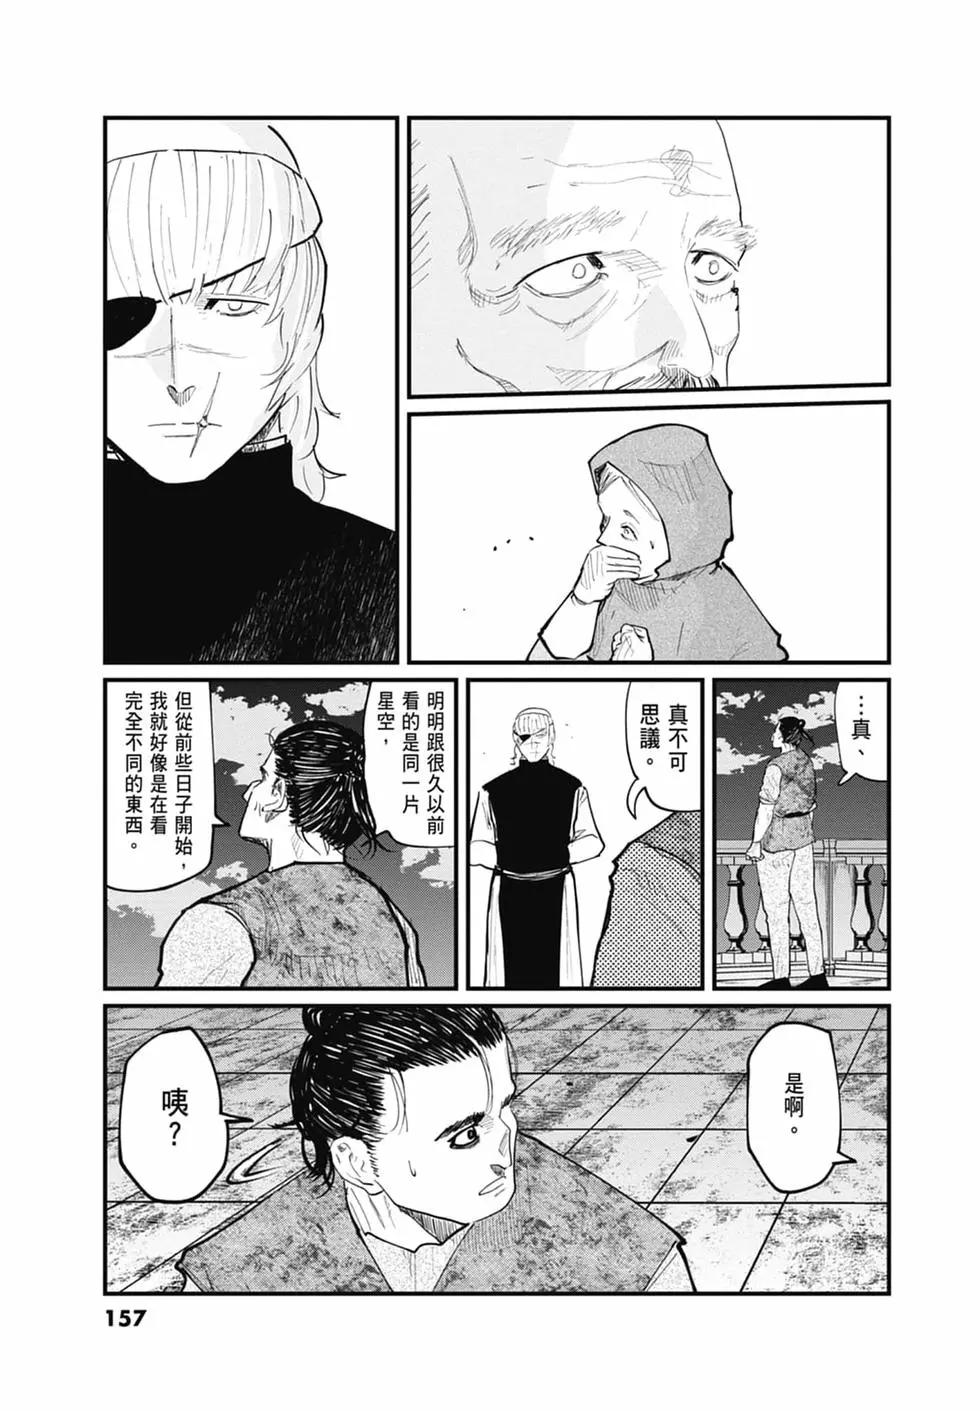 …真、
真不可
思議。
明明跟很久以前
看的是同一片
星空，
但從前些日子開始，
我就好像是在看
完全不同的東西。
是啊。
咦？
157